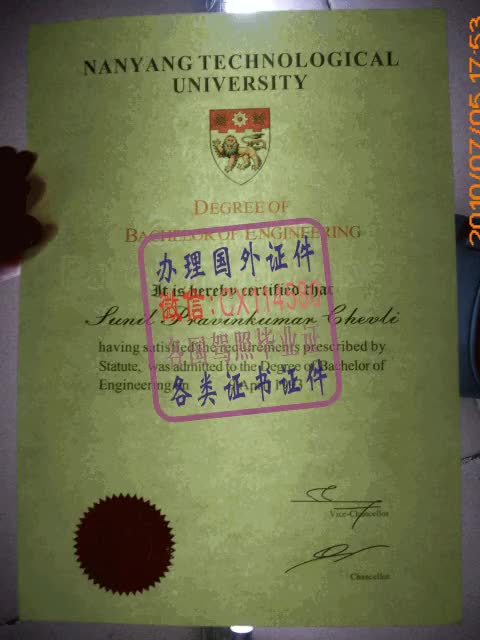 NANYANG TECHNOLOGICAL
UNIVERSITY
DEGREE OF
BACHELOR OF ENGINEERING
办理国外证件
It is hereby certified that
微信:CX114990
Sunil Pravinkumar Chevli
having satisfied the requirements prescribed by
各国驾照毕业证
Statute, was admitted to the Degree of Bachelor of
Engineering
各类证书证件
Vice-Chancellor
Chancellor
2010/07/05 17:53